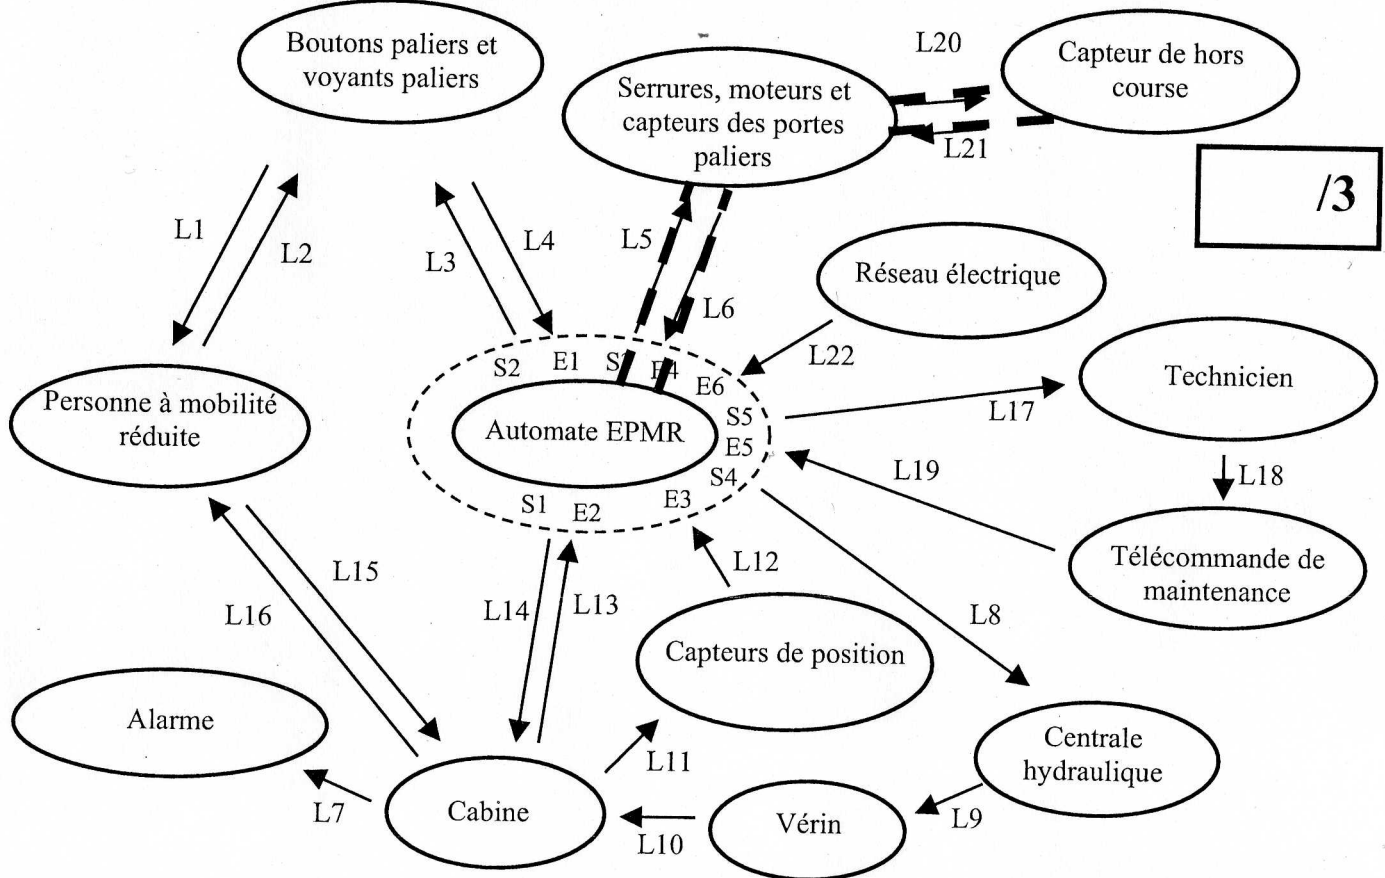 Boutons paliers et
voyants paliers
Serrures, moteurs et
capteurs des portes
paliers
L20
Capteur de hors
course
L21
/3
L1
L2
L3
L4
L5
L6
Réseau électrique
L22
Personne à mobilité
réduite
S2
E1
E4
E6
S5
E5
S4
E3
E2
S1
Automate EPMR
L17
Technicien
L18
L19
Télécommande de
maintenance
L16
L15
L14
L13
L12
L8
Capteurs de position
Alarme
L7
Cabine
L11
L10
Vérin
L9
Centrale
hydraulique